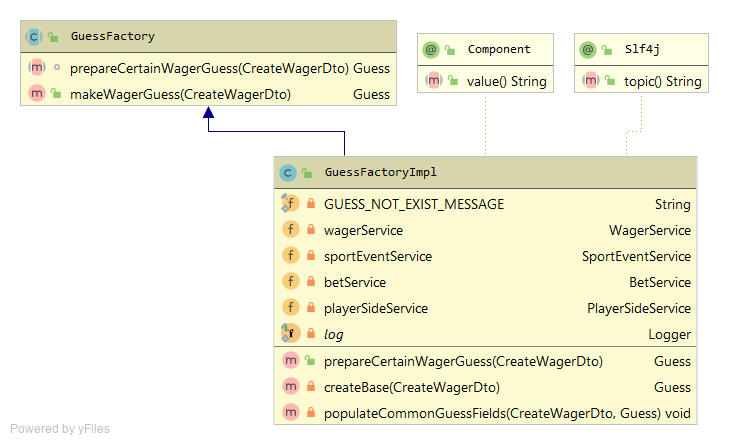 GuessFactory
prepareCertainWagerGuess(CreateWagerDto) Guess
makeWagerGuess(CreateWagerDto) Guess
Component
value() String
Slf4j
topic() String
GuessFactoryImpl
GUESS_NOT_EXIST_MESSAGE String
wagerService WagerService
sportEventService SportEventService
betService BetService
playerSideService PlayerSideService
log Logger
prepareCertainWagerGuess(CreateWagerDto) Guess
createBase(CreateWagerDto) Guess
populateCommonGuessFields(CreateWagerDto, Guess) void
Powered by yFiles